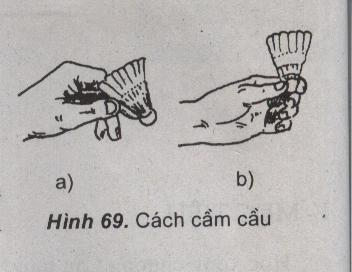 a) b)
Hình 69. Cách cầm cầu